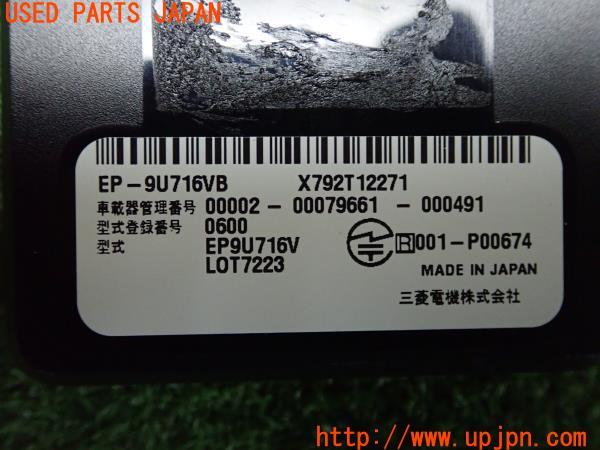 USED PARTS JAPAN
EP-9U716VB X792T12271
車載器管理番号 00002-00079661-000491
型式登録番号 0600
型式 EP9U716V
LOT7223
R 001-P00674
MADE IN JAPAN
三菱電機株式会社
http://www.upjpn.com/